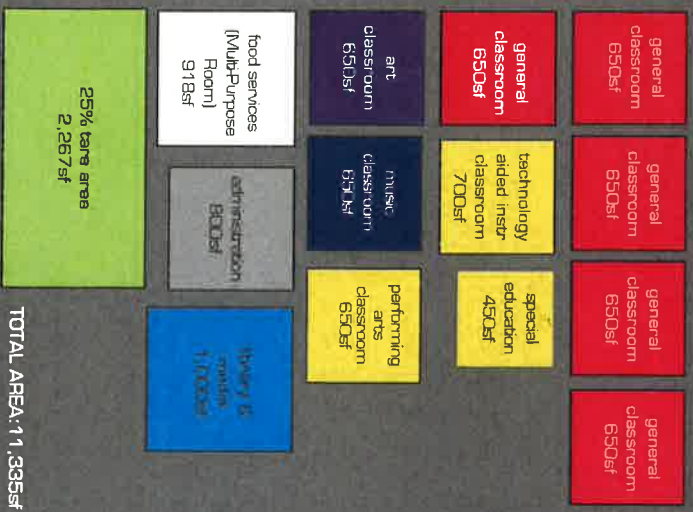 general
classroom
650sf
general
classroom
650sf
general
classroom
650sf
general
classroom
650sf
general
classroom
650sf
technology
aided instr
classroom
700sf
special
education
450sf
art
classroom
650sf
music
classroom
650sf
performing
arts
classroom
650sf
food services
(Multi-Purpose
Room)
918sf
administration
800sf
library &
media
1,000sf
25% tare area
2,267sf
TOTAL AREA:11,335sf